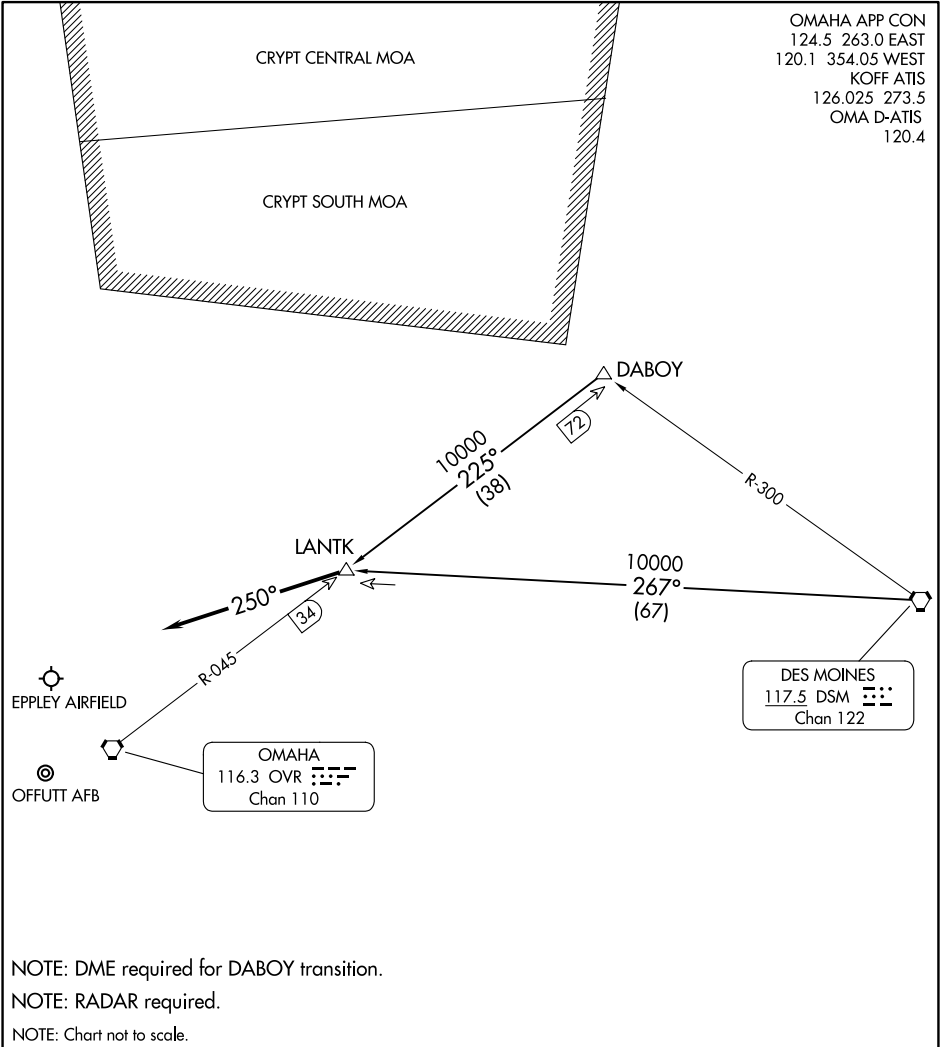 OMAHA APP CON
124.5 263.0 EAST
120.1 354.05 WEST
KOFF ATIS
126.025 273.5
OMA D-ATIS
120.4
CRYPT CENTRAL MOA
CRYPT SOUTH MOA
DABOY
72
10000
225°
(38)
R-300
LANTK
10000
267°
(67)
250°
34
R-045
EPPLEY AIRFIELD
DES MOINES
117.5 DSM
Chan 122
OMAHA
116.3 OVR
Chan 110
OFFUTT AFB
NOTE: DME required for DABOY transition.
NOTE: RADAR required.
NOTE: Chart not to scale.